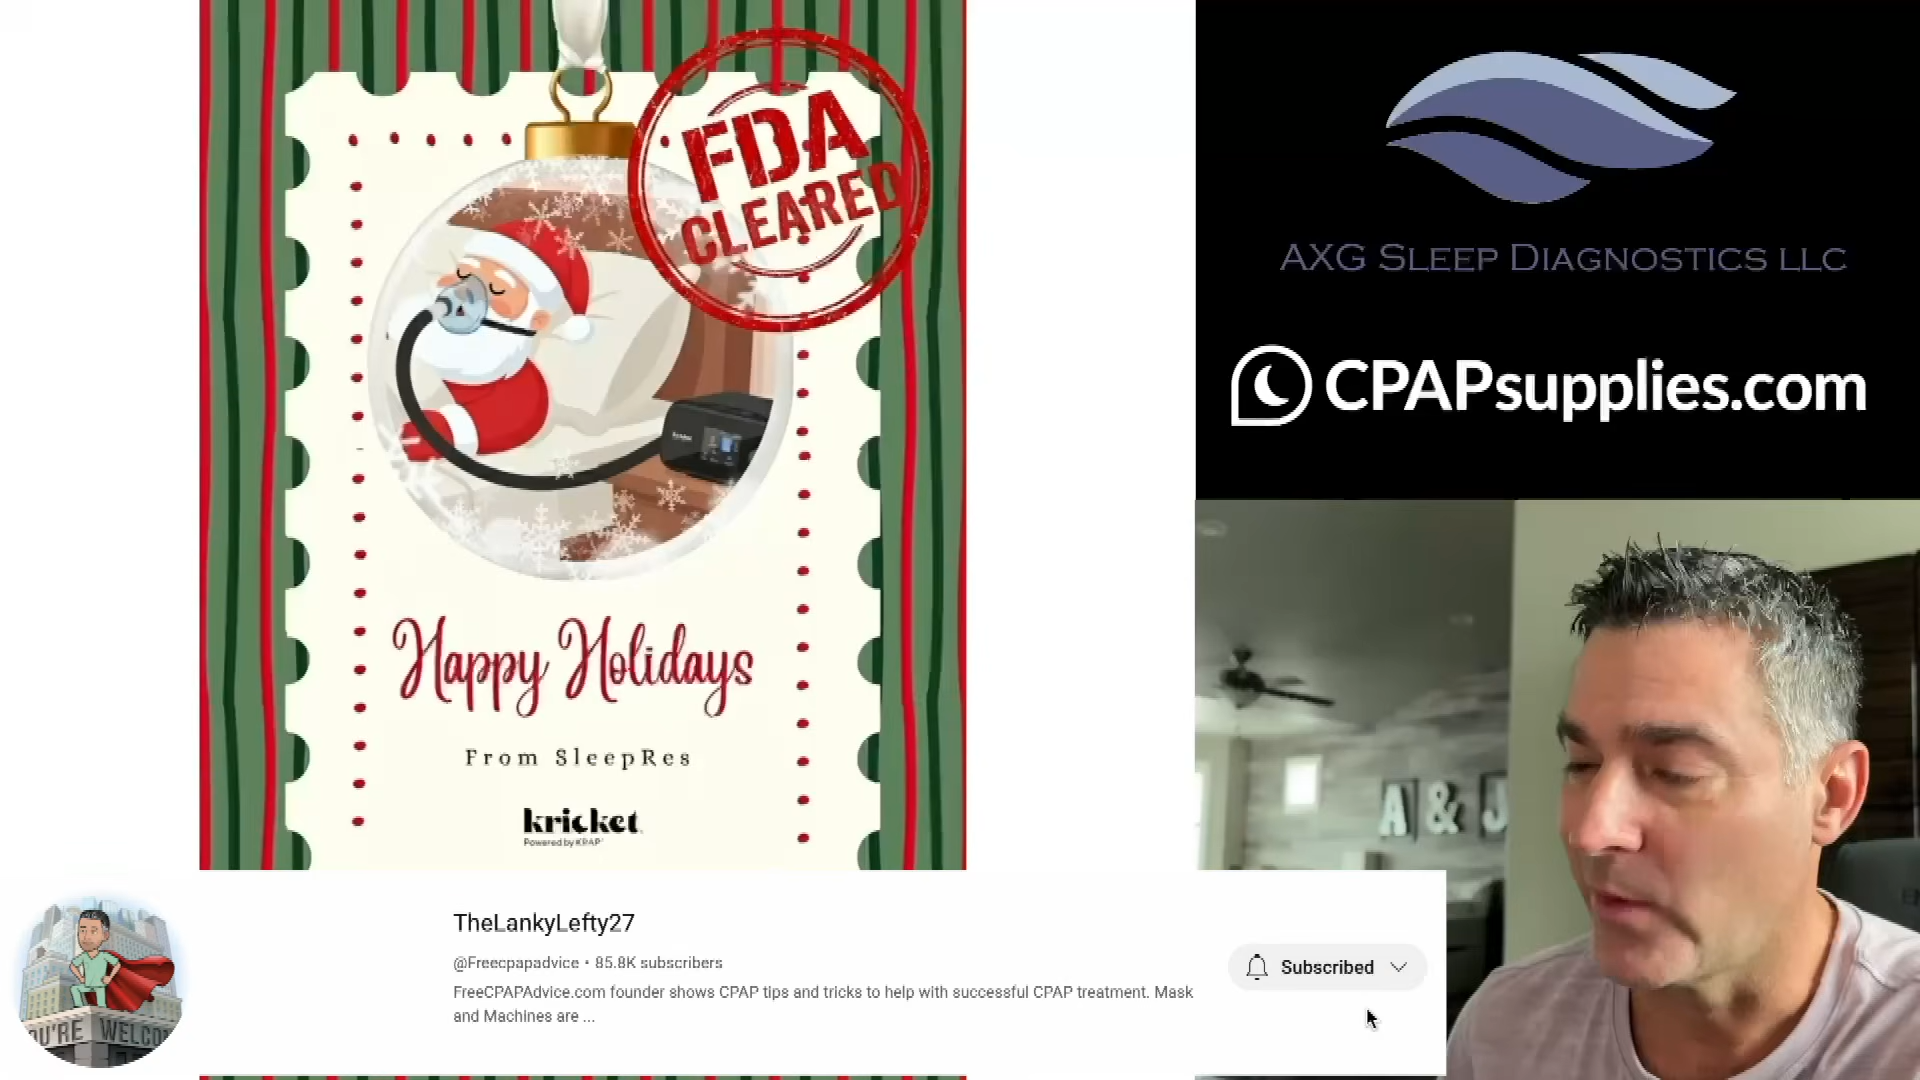 FDA
CLEARED
Happy Holidays
From SleepRes
kricket
Powered by KPAP
AXG SLEEP DIAGNOSTICS LLC
CPAPsupplies.com
A & J
TheLankyLefty27
@Freecpapadvice • 85.8K subscribers
FreeCPAPAdvice.com founder shows CPAP tips and tricks to help with successful CPAP treatment. Mask
and Machines are ...
Subscribed